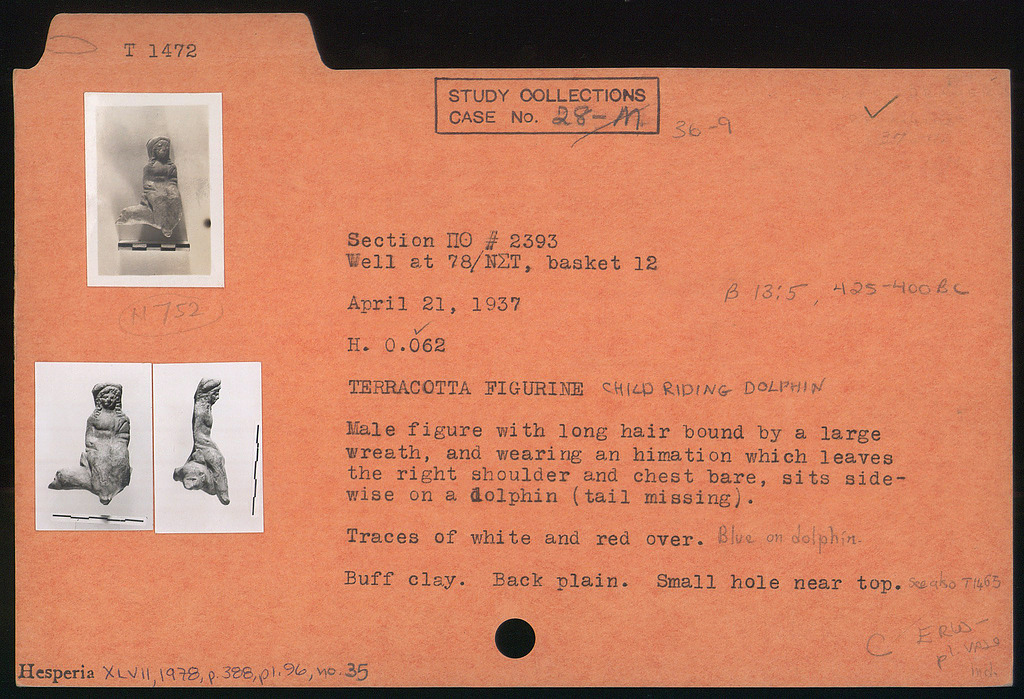 T 1472
STUDY COLLECTIONS
CASE No. 28-M
36-9
Section ΠΘ # 2393
Well at 78/ΝΣΤ, basket 12
B 13:5, 425-400 BC
April 21, 1937
N 752
H. 0.062
TERRACOTTA FIGURINE CHILD RIDING DOLPHIN
Male figure with long hair bound by a large
wreath, and wearing an himation which leaves
the right shoulder and chest bare, sits side-
wise on a dolphin (tail missing).
Traces of white and red over. Blue on dolphin.
Buff clay. Back plain. Small hole near top. See also T1463
C
Hesperia XLVII, 1978, p. 388, pl. 96, no. 35